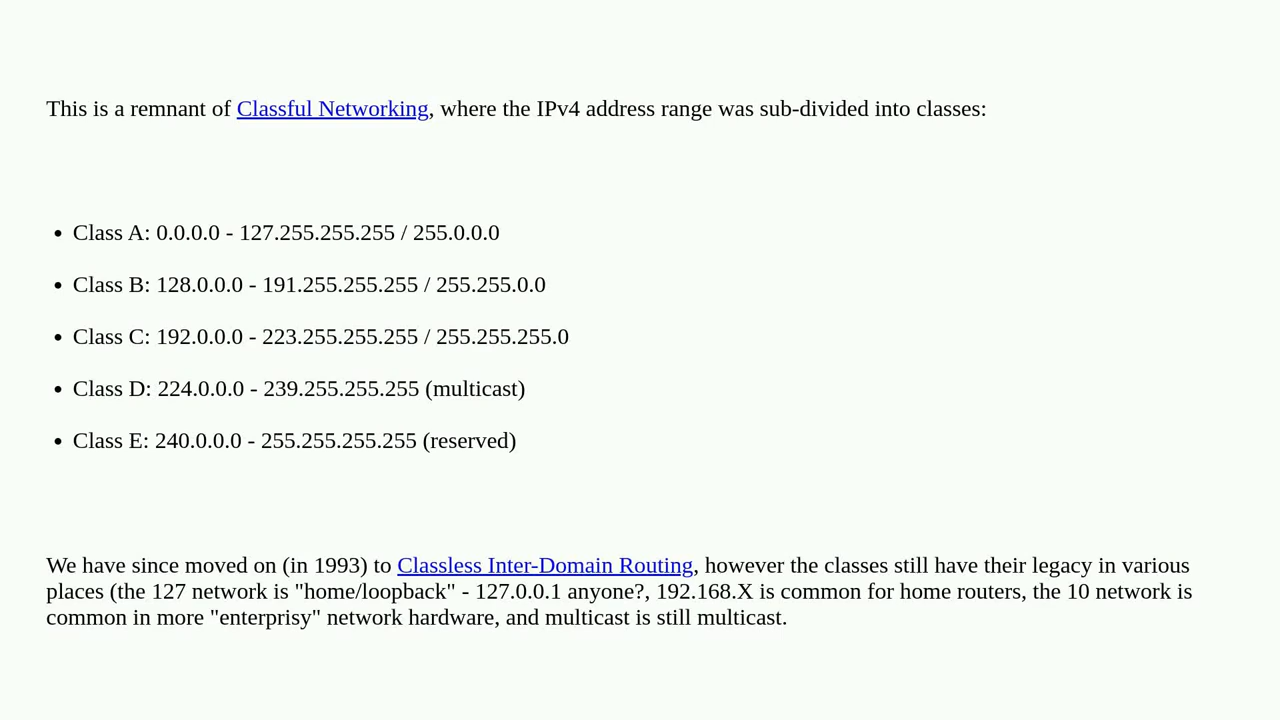 This is a remnant of Classful Networking, where the IPv4 address range was sub-divided into classes:
• Class A: 0.0.0.0 - 127.255.255.255 / 255.0.0.0
• Class B: 128.0.0.0 - 191.255.255.255 / 255.255.0.0
• Class C: 192.0.0.0 - 223.255.255.255 / 255.255.255.0
• Class D: 224.0.0.0 - 239.255.255.255 (multicast)
• Class E: 240.0.0.0 - 255.255.255.255 (reserved)
We have since moved on (in 1993) to Classless Inter-Domain Routing, however the classes still have their legacy in various
places (the 127 network is "home/loopback" - 127.0.0.1 anyone?, 192.168.X is common for home routers, the 10 network is
common in more "enterprisy" network hardware, and multicast is still multicast.